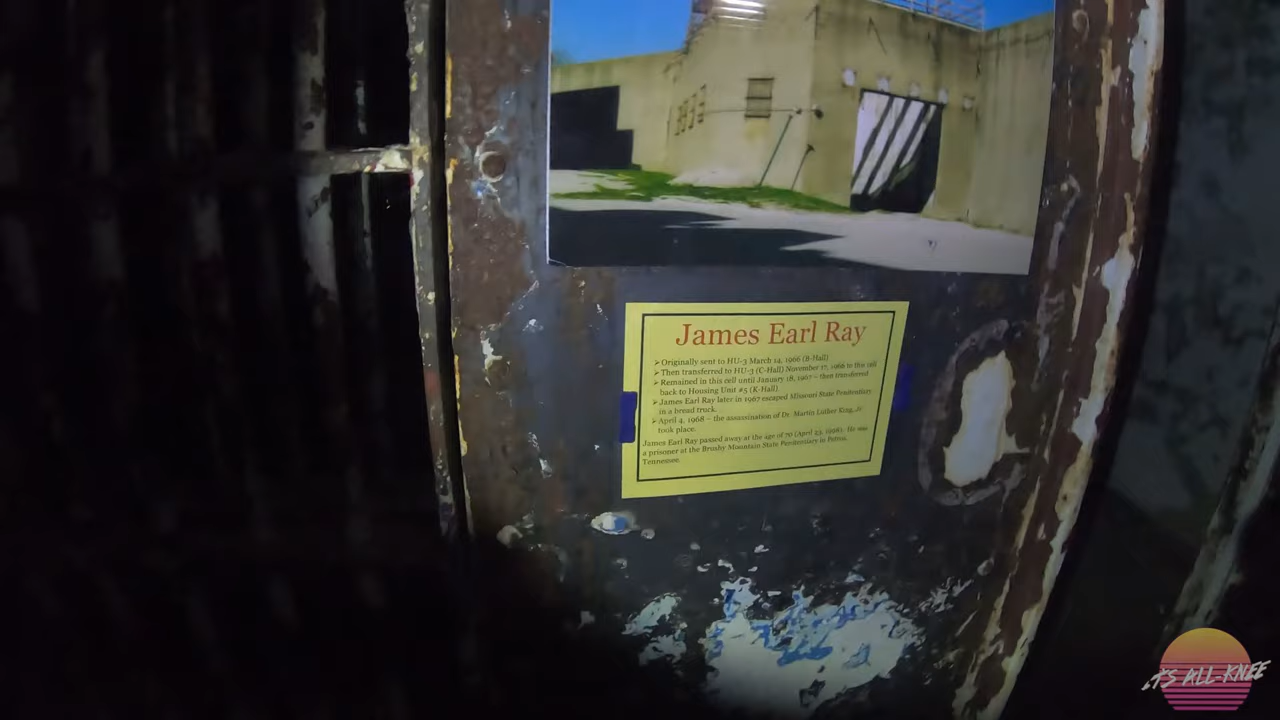 James Earl Ray
➢ Originally sent to HU-3 March 14, 1966 (B-Hall)
➢ Then transferred to HU-3 (C-Hall) November 17, 1966 to this cell
➢ Remained in this cell until January 18, 1967 – then transferred
back to Housing Unit #5 (K-Hall)
➢ James Earl Ray later in 1967 escaped Missouri State Penitentiary
in a bread truck.
➢ April 4, 1968 – the assassination of Dr. Martin Luther King, Jr.
took place.
James Earl Ray passed away at the age of 70 (April 23, 1998). He was
a prisoner at the Brushy Mountain State Penitentiary in Petros,
Tennessee.
IT'S ALL-KNEE